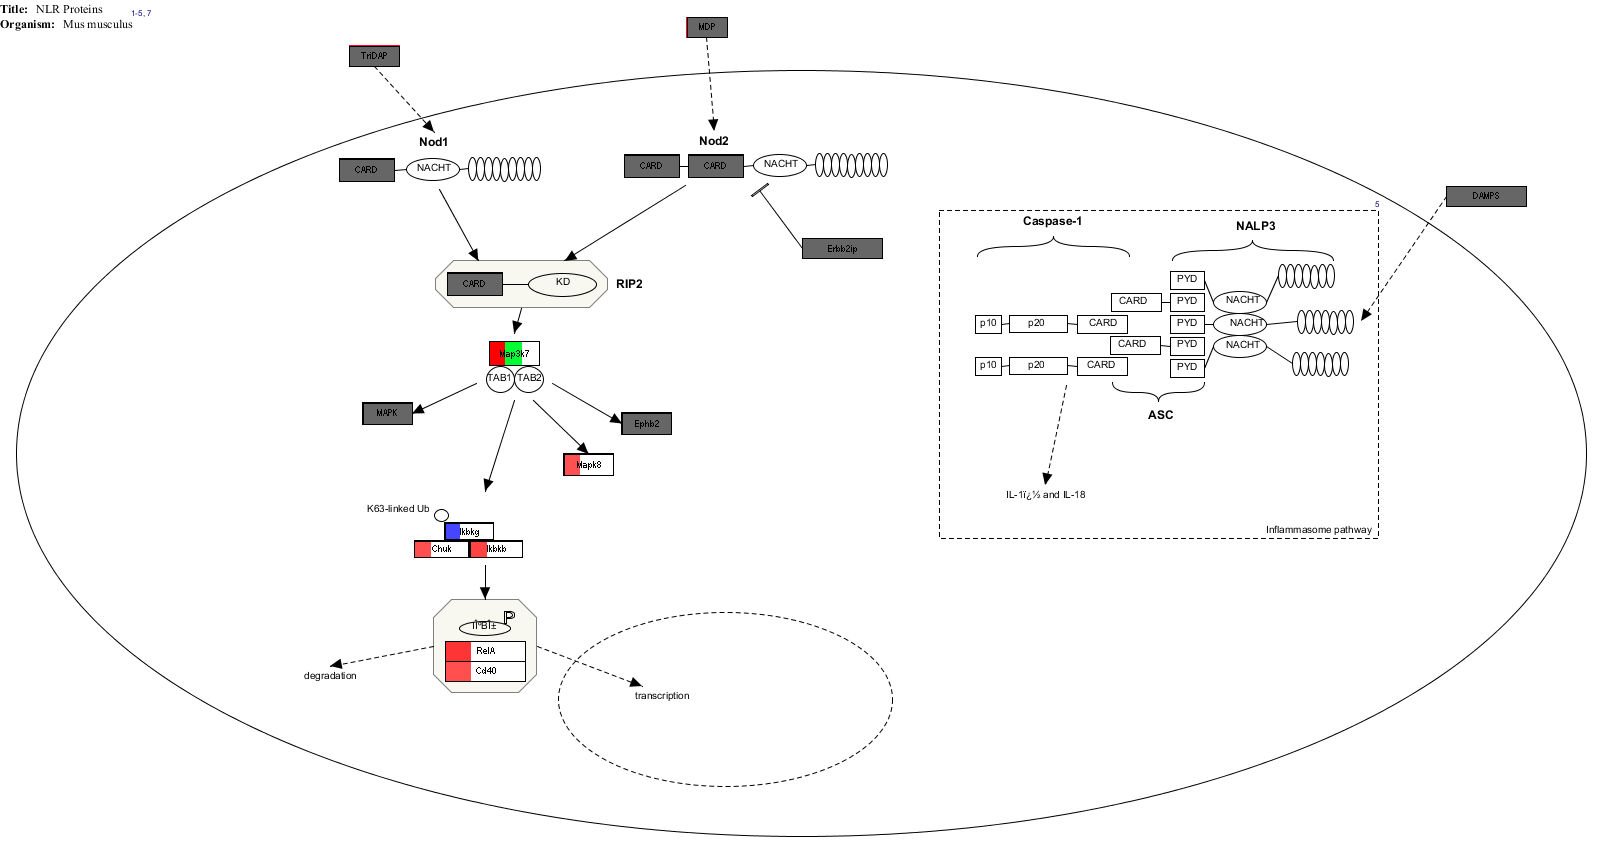 Title: NLR Proteins 1-5, 7
Organism: Mus musculus
MDP
TriDAP
Nod1
Nod2
CARD NACHT
CARD CARD NACHT
DAMPS
5
Caspase-1
NALP3
Erbb2ip
CARD KD RIP2
PYD
CARD PYD NACHT
p10 p20 CARD PYD NACHT
CARD PYD NACHT
p10 p20 CARD PYD
ASC
Map3k7
TAB1 TAB2
MAPK
Ephb2
Mapk8
IL-1ï¿½ and IL-18
K63-linked Ub
Ikbkg
Inflammasome pathway
Chuk Ikbkb
P
RelA
Cd40
degradation
transcription